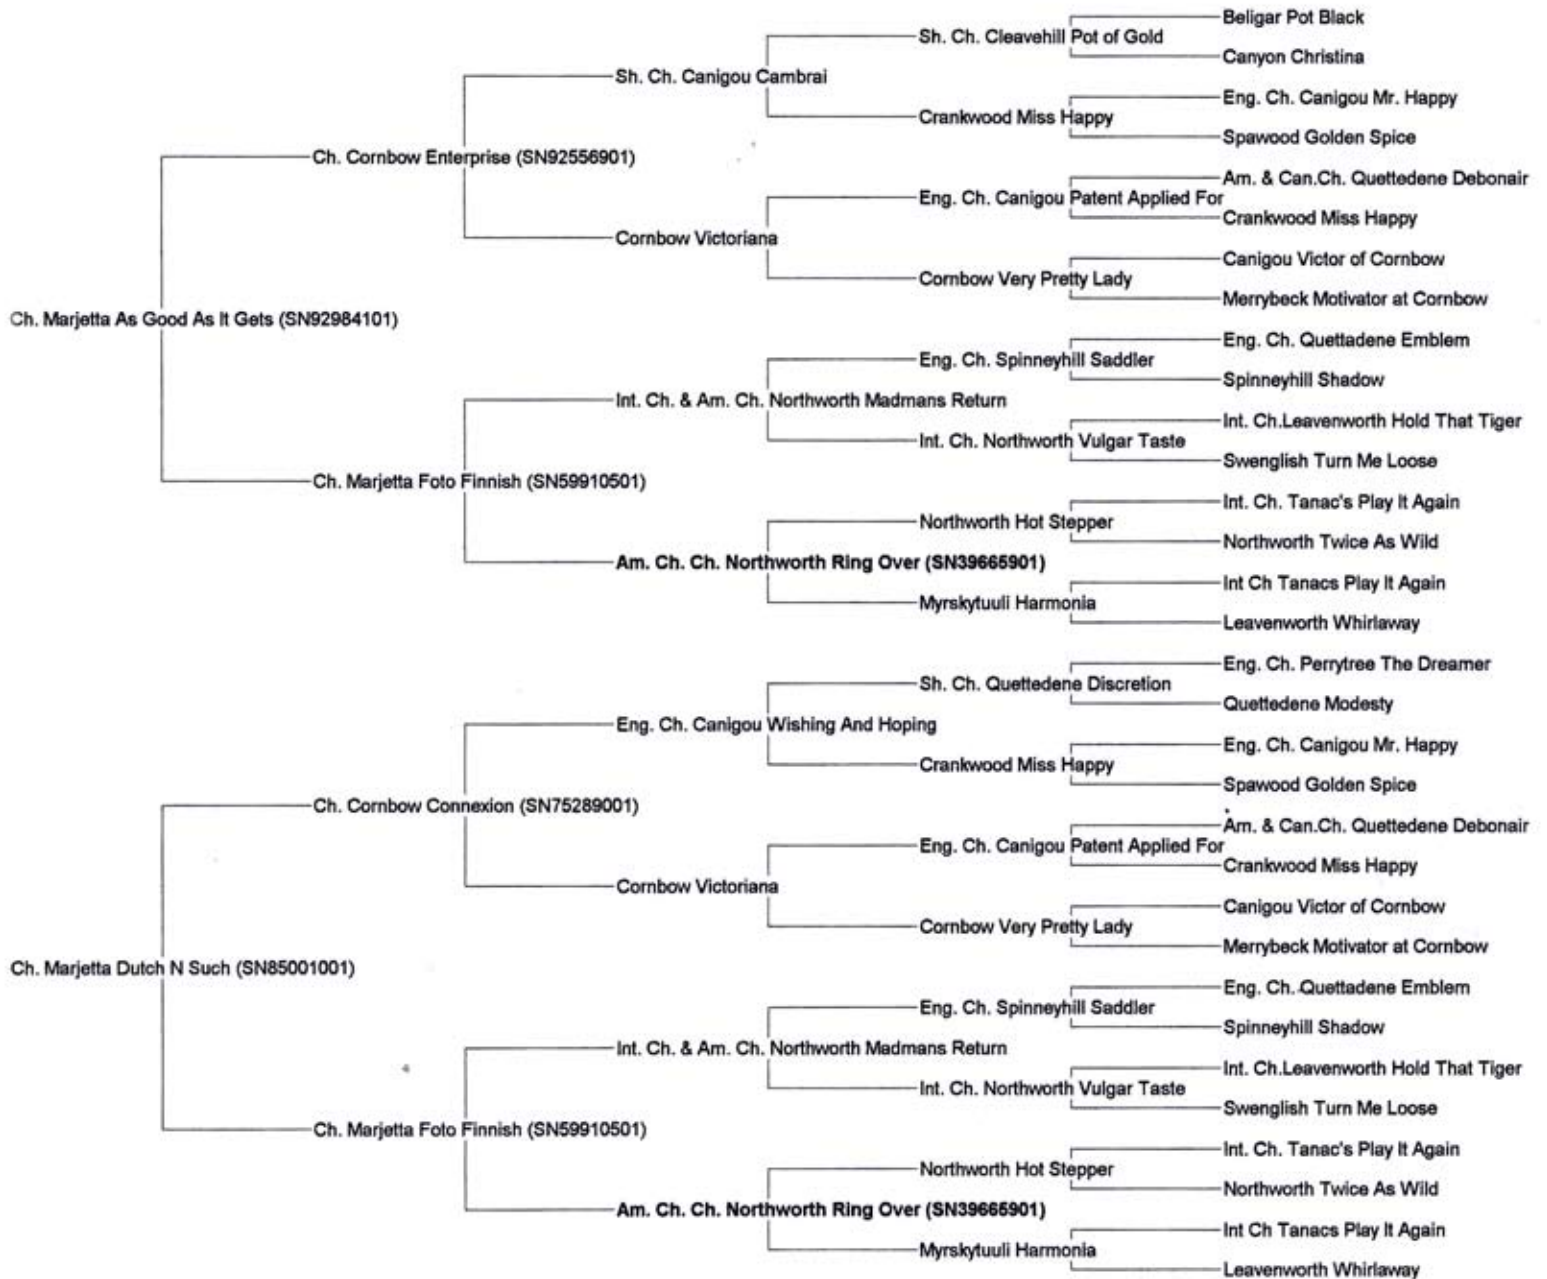 Beligar Pot Black
Sh. Ch. Cleavehill Pot of Gold
Canyon Christina
Sh. Ch. Canigou Cambrai
Eng. Ch. Canigou Mr. Happy
Crankwood Miss Happy
Spawood Golden Spice
Ch. Cornbow Enterprise (SN92556901)
Am. & Can.Ch. Quettedene Debonair
Eng. Ch. Canigou Patent Applied For
Crankwood Miss Happy
Cornbow Victoriana
Canigou Victor of Cornbow
Cornbow Very Pretty Lady
Merrybeck Motivator at Cornbow
Ch. Marjetta As Good As It Gets (SN92984101)
Eng. Ch. Quettadene Emblem
Eng. Ch. Spinneyhill Saddler
Spinneyhill Shadow
Int. Ch. & Am. Ch. Northworth Madmans Return
Int. Ch.Leavenworth Hold That Tiger
Int. Ch. Northworth Vulgar Taste
Swenglish Turn Me Loose
Ch. Marjetta Foto Finnish (SN59910501)
Int. Ch. Tanac's Play It Again
Northworth Hot Stepper
Northworth Twice As Wild
Am. Ch. Ch. Northworth Ring Over (SN39665901)
Int Ch Tanacs Play It Again
Myrskytuuli Harmonia
Leavenworth Whirlaway
Eng. Ch. Perrytree The Dreamer
Sh. Ch. Quettedene Discretion
Quettedene Modesty
Eng. Ch. Canigou Wishing And Hoping
Eng. Ch. Canigou Mr. Happy
Crankwood Miss Happy
Spawood Golden Spice
Ch. Cornbow Connexion (SN75289001)
Am. & Can.Ch. Quettedene Debonair
Eng. Ch. Canigou Patent Applied For
Crankwood Miss Happy
Cornbow Victoriana
Canigou Victor of Cornbow
Cornbow Very Pretty Lady
Merrybeck Motivator at Cornbow
Ch. Marjetta Dutch N Such (SN85001001)
Eng. Ch. Quettadene Emblem
Eng. Ch. Spinneyhill Saddler
Spinneyhill Shadow
Int. Ch. & Am. Ch. Northworth Madmans Return
Int. Ch.Leavenworth Hold That Tiger
Int. Ch. Northworth Vulgar Taste
Swenglish Turn Me Loose
Ch. Marjetta Foto Finnish (SN59910501)
Int. Ch. Tanac's Play It Again
Northworth Hot Stepper
Northworth Twice As Wild
Am. Ch. Ch. Northworth Ring Over (SN39665901)
Int Ch Tanacs Play It Again
Myrskytuuli Harmonia
Leavenworth Whirlaway